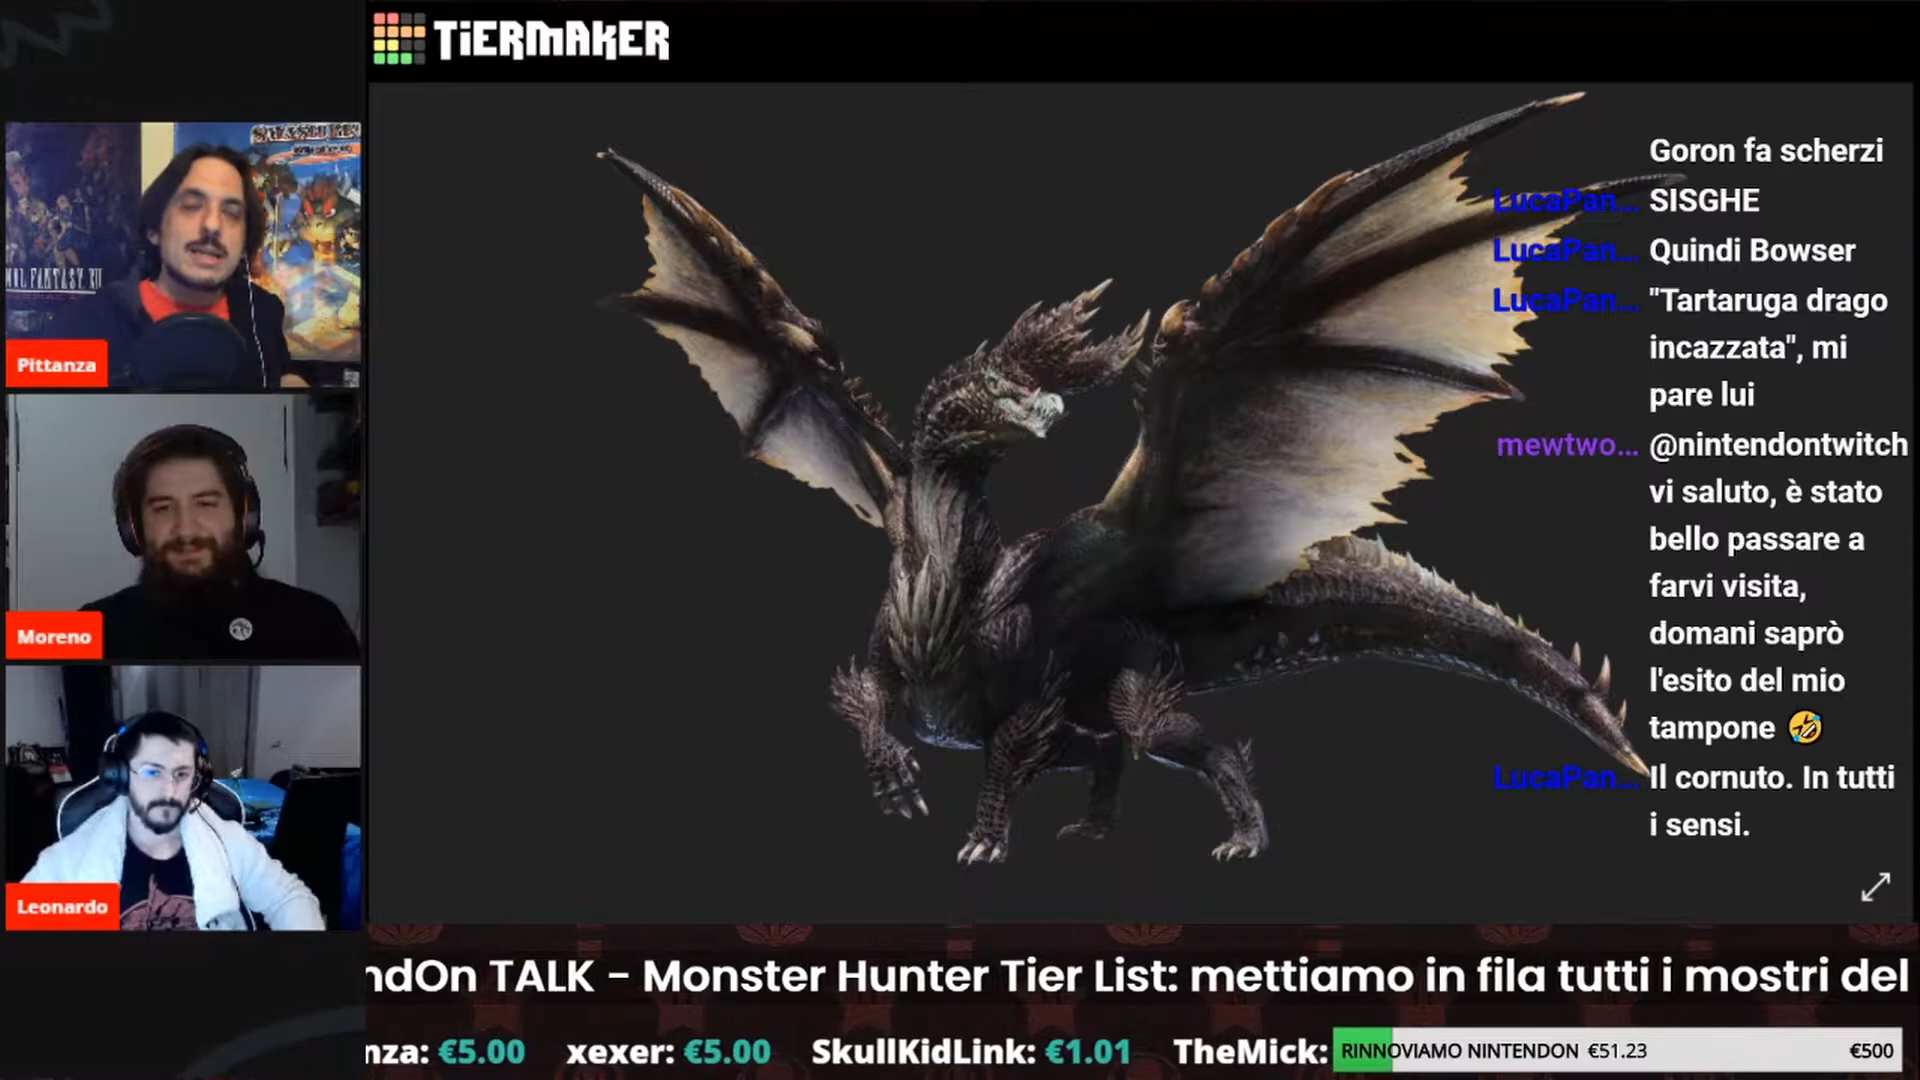 TiERMAKER
Pittanza
Moreno
Leonardo
Goron fa scherzi
LucaPan... SISGHE
LucaPan... Quindi Bowser
LucaPan... "Tartaruga drago
incazzata", mi
pare lui
mewtwo... @nintendontwitch
vi saluto, è stato
bello passare a
farvi visita,
domani saprò
l'esito del mio
tampone 🤣
LucaPan... Il cornuto. In tutti
i sensi.
ndOn TALK - Monster Hunter Tier List: mettiamo in fila tutti i mostri del
nza: €5.00 xexer: €5.00 SkullKidLink: €1.01 TheMick: RINNOVIAMO NINTENDON €51.23 €500